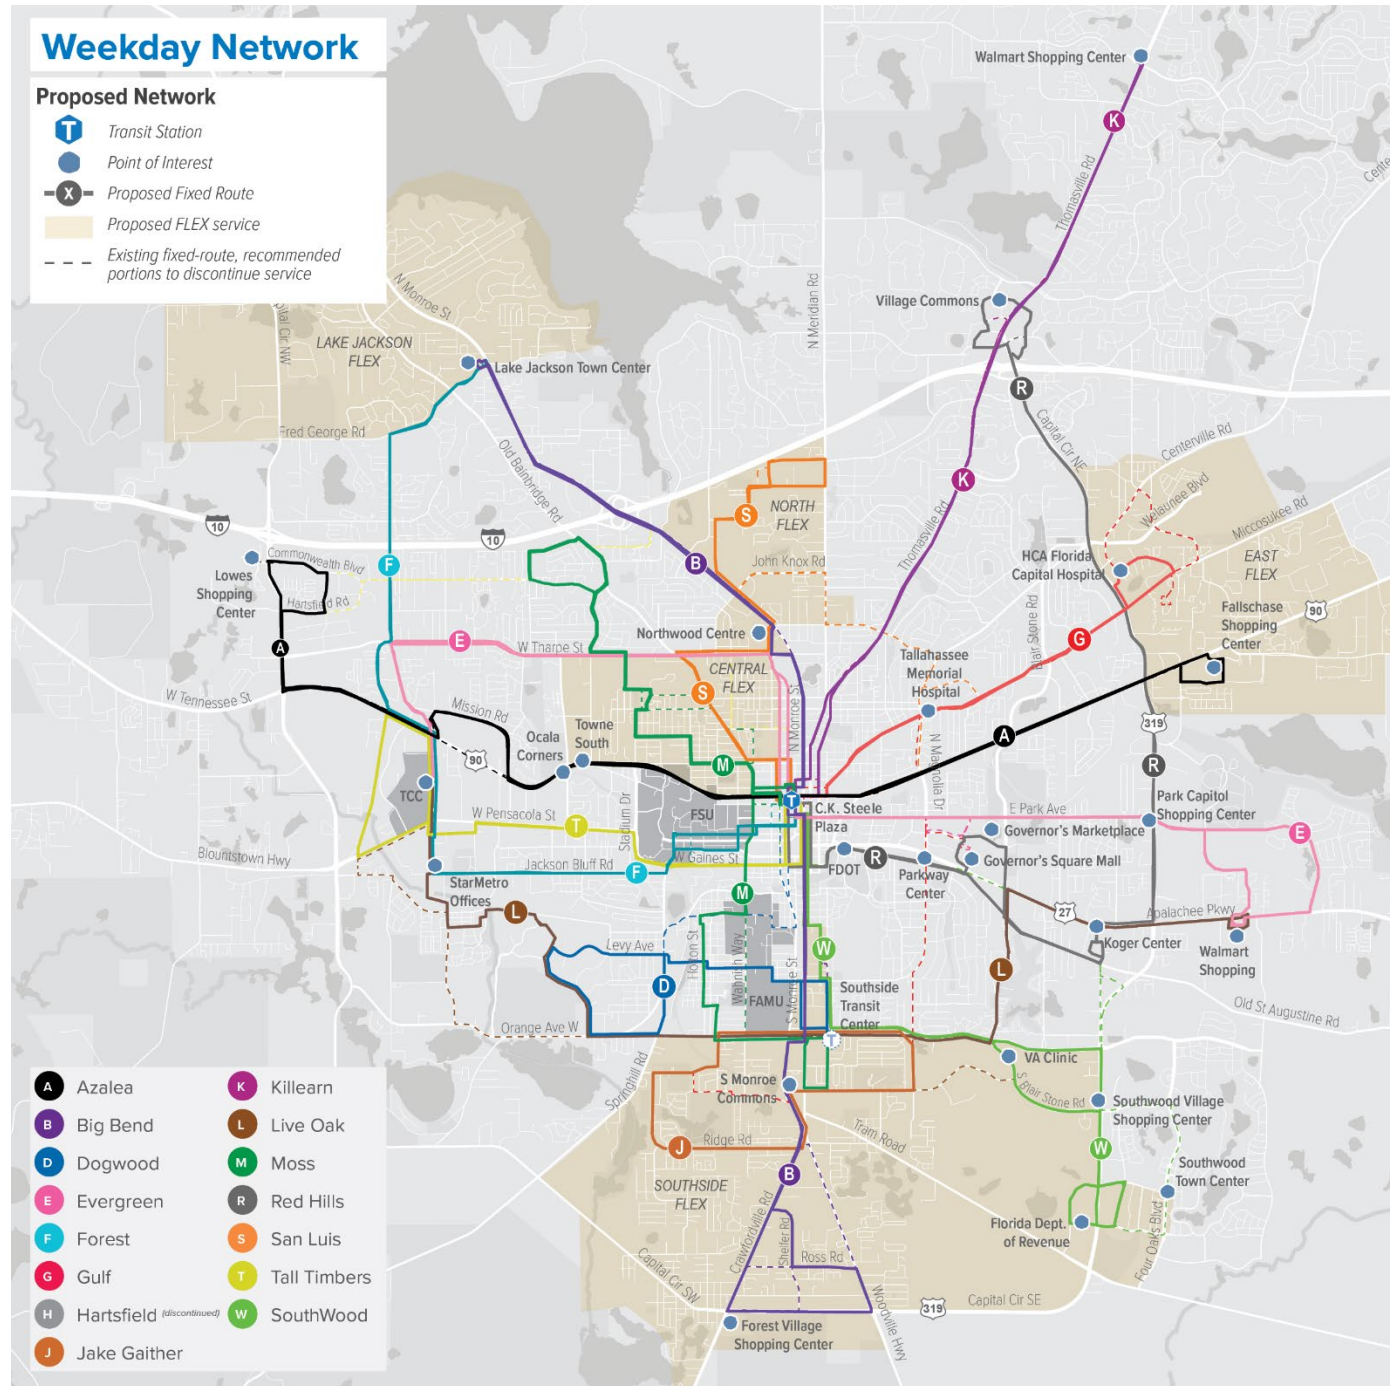 Weekday Network
Proposed Network
T
Transit Station
Point of Interest
X
Proposed Fixed Route
Proposed FLEX service
Existing fixed-route, recommended
portions to discontinue service
Walmart Shopping Center
K
Thomasville Rd
N Meridian Rd
Village Commons
N Monroe St
LAKE JACKSON
FLEX
Lake Jackson Town Center
R
Capital Cir NE
Fred George Rd
Old Bainbridge Rd
Centerville Rd
Welaunee Blvd
Miccosukee Rd
K
Thomasville Rd
S
NORTH
FLEX
10
10
John Knox Rd
B
F
Commonwealth Blvd
Lowes
Shopping
Center
Hartsfield Rd
HCA Florida
Capital Hospital
EAST
FLEX
90
Fallschase
Shopping
Center
Blair Stone Rd
Northwood Centre
E
W Tharpe St
A
G
CENTRAL
FLEX
S
Tallahassee
Memorial
Hospital
W Tennessee St
Mission Rd
N Monroe St
N Magnolia Dr
A
319
Ocala
Corners
Towne
South
90
M
R
TCC
T
C.K. Steele
Plaza
FSU
Stadium Dr
W Pensacola St
T
E Park Ave
Park Capitol
Shopping Center
Governor's Marketplace
E
Blountstown Hwy
W Gaines St
Jackson Bluff Rd
F
FDOT
R
Parkway
Center
Governor's Square Mall
StarMetro
Offices
M
L
27
Apalachee Pkwy
Koger Center
Walmart
Shopping
Levy Ave
Holton St
Wahnish Way
W
D
FAMU
S Monroe St
Southside
Transit
Center
L
Old St Augustine Rd
Orange Ave W
T
VA Clinic
Springhill Rd
S Monroe
Commons
S Blair Stone Rd
Southwood Village
Shopping Center
Tram Road
J
Ridge Rd
B
W
SOUTHSIDE
FLEX
Southwood
Town Center
Crawfordville Rd
Shelfer Rd
Ross Rd
Florida Dept.
of Revenue
Four Oaks Blvd
Capital Cir SW
319
Capital Cir SE
Woodville Hwy
Forest Village
Shopping Center
A Azalea
B Big Bend
D Dogwood
E Evergreen
F Forest
G Gulf
H Hartsfield (discontinued)
J Jake Gaither
K Killearn
L Live Oak
M Moss
R Red Hills
S San Luis
T Tall Timbers
W SouthWood